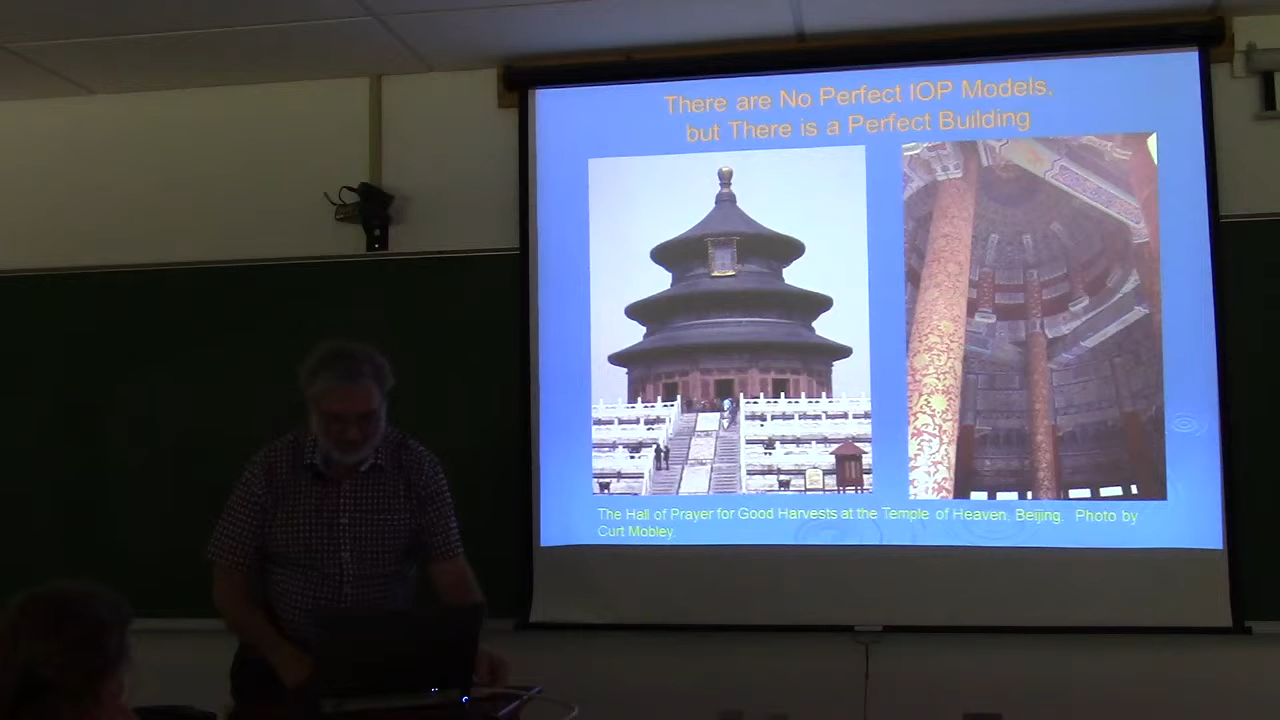 There are No Perfect IOP Models.
but There is a Perfect Building
The Hall of Prayer for Good Harvests at the Temple of Heaven, Beijing. Photo by
Curt Mobley.